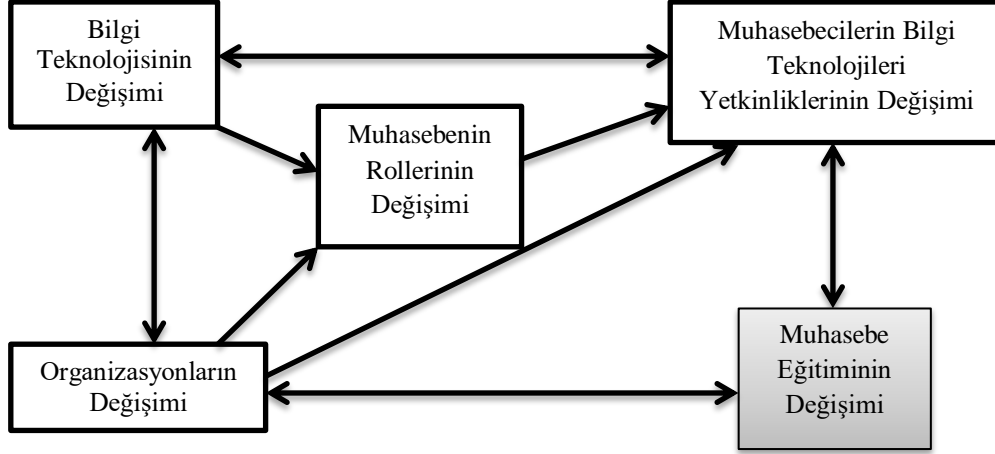 Bilgi
Teknolojisinin
Değişimi
Muhasebecilerin Bilgi
Teknolojileri
Yetkinliklerinin Değişimi
Muhasebenin
Rollerinin
Değişimi
Organizasyonların
Değişimi
Muhasebe
Eğitiminin
Değişimi